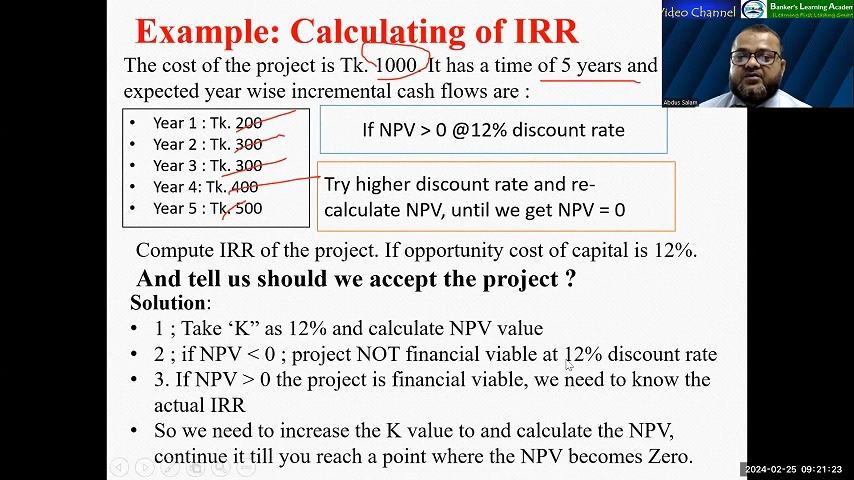 Video Channel
Banker's Learning Academ
Learning First Leading Smart
Abdus Salam
Example: Calculating of IRR
The cost of the project is Tk. 1000. It has a time of 5 years and
expected year wise incremental cash flows are :
• Year 1 : Tk. 200
• Year 2 : Tk. 300
• Year 3 : Tk. 300
• Year 4: Tk. 400
• Year 5 : Tk. 500
If NPV > 0 @12% discount rate
Try higher discount rate and re-
calculate NPV, until we get NPV = 0
Compute IRR of the project. If opportunity cost of capital is 12%.
And tell us should we accept the project ?
Solution:
• 1 ; Take ‘K” as 12% and calculate NPV value
• 2 ; if NPV < 0 ; project NOT financial viable at 12% discount rate
• 3. If NPV > 0 the project is financial viable, we need to know the
actual IRR
• So we need to increase the K value to and calculate the NPV,
continue it till you reach a point where the NPV becomes Zero.
2024-02-25 09:21:23